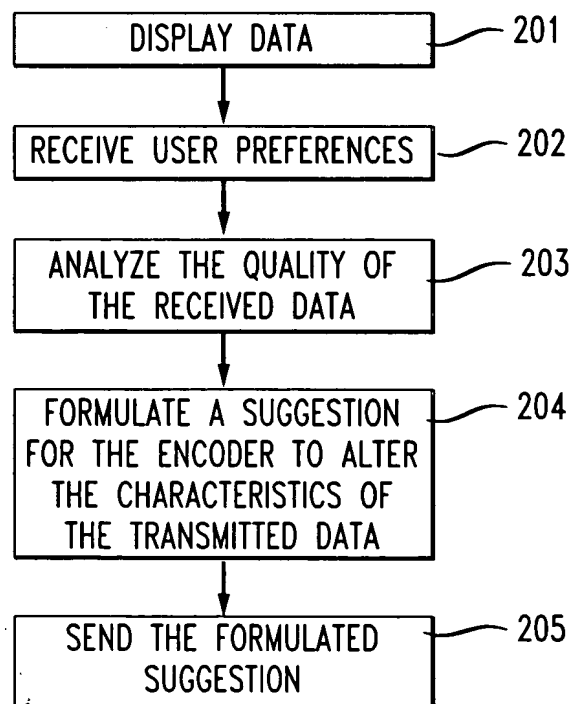 DISPLAY DATA
201
RECEIVE USER PREFERENCES
202
ANALYZE THE QUALITY OF
THE RECEIVED DATA
203
FORMULATE A SUGGESTION
FOR THE ENCODER TO ALTER
THE CHARACTERISTICS OF
THE TRANSMITTED DATA
204
SEND THE FORMULATED
SUGGESTION
205